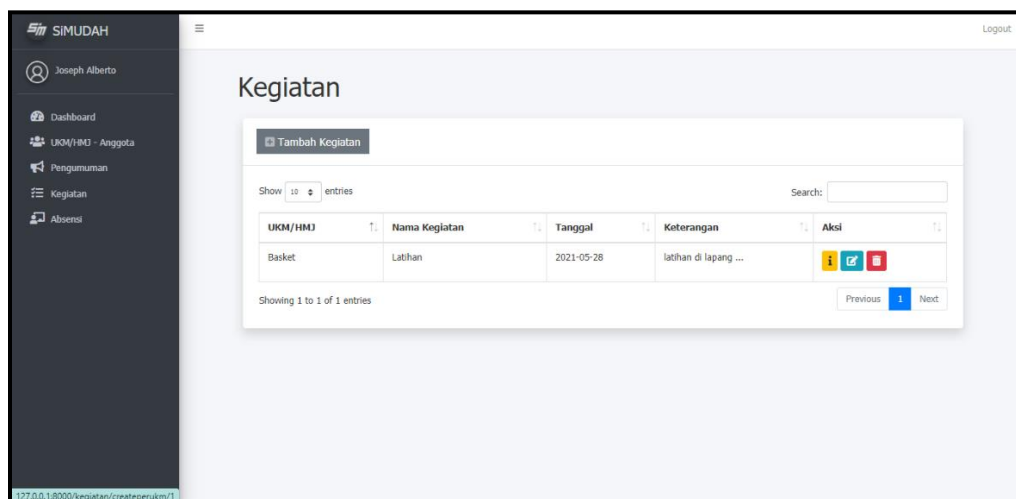 Sm SiMUDAH
Logout
Joseph Alberto
Dashboard
UKM/HMJ - Anggota
Pengumuman
Kegiatan
Absensi
Kegiatan
Tambah Kegiatan
Show 10 entries
Search:
UKM/HMJ Nama Kegiatan Tanggal Keterangan Aksi
Basket Latihan 2021-05-28 latihan di lapang ...
Showing 1 to 1 of 1 entries
Previous 1 Next
127.0.0.1:8000/kegiatan/createperukm/1